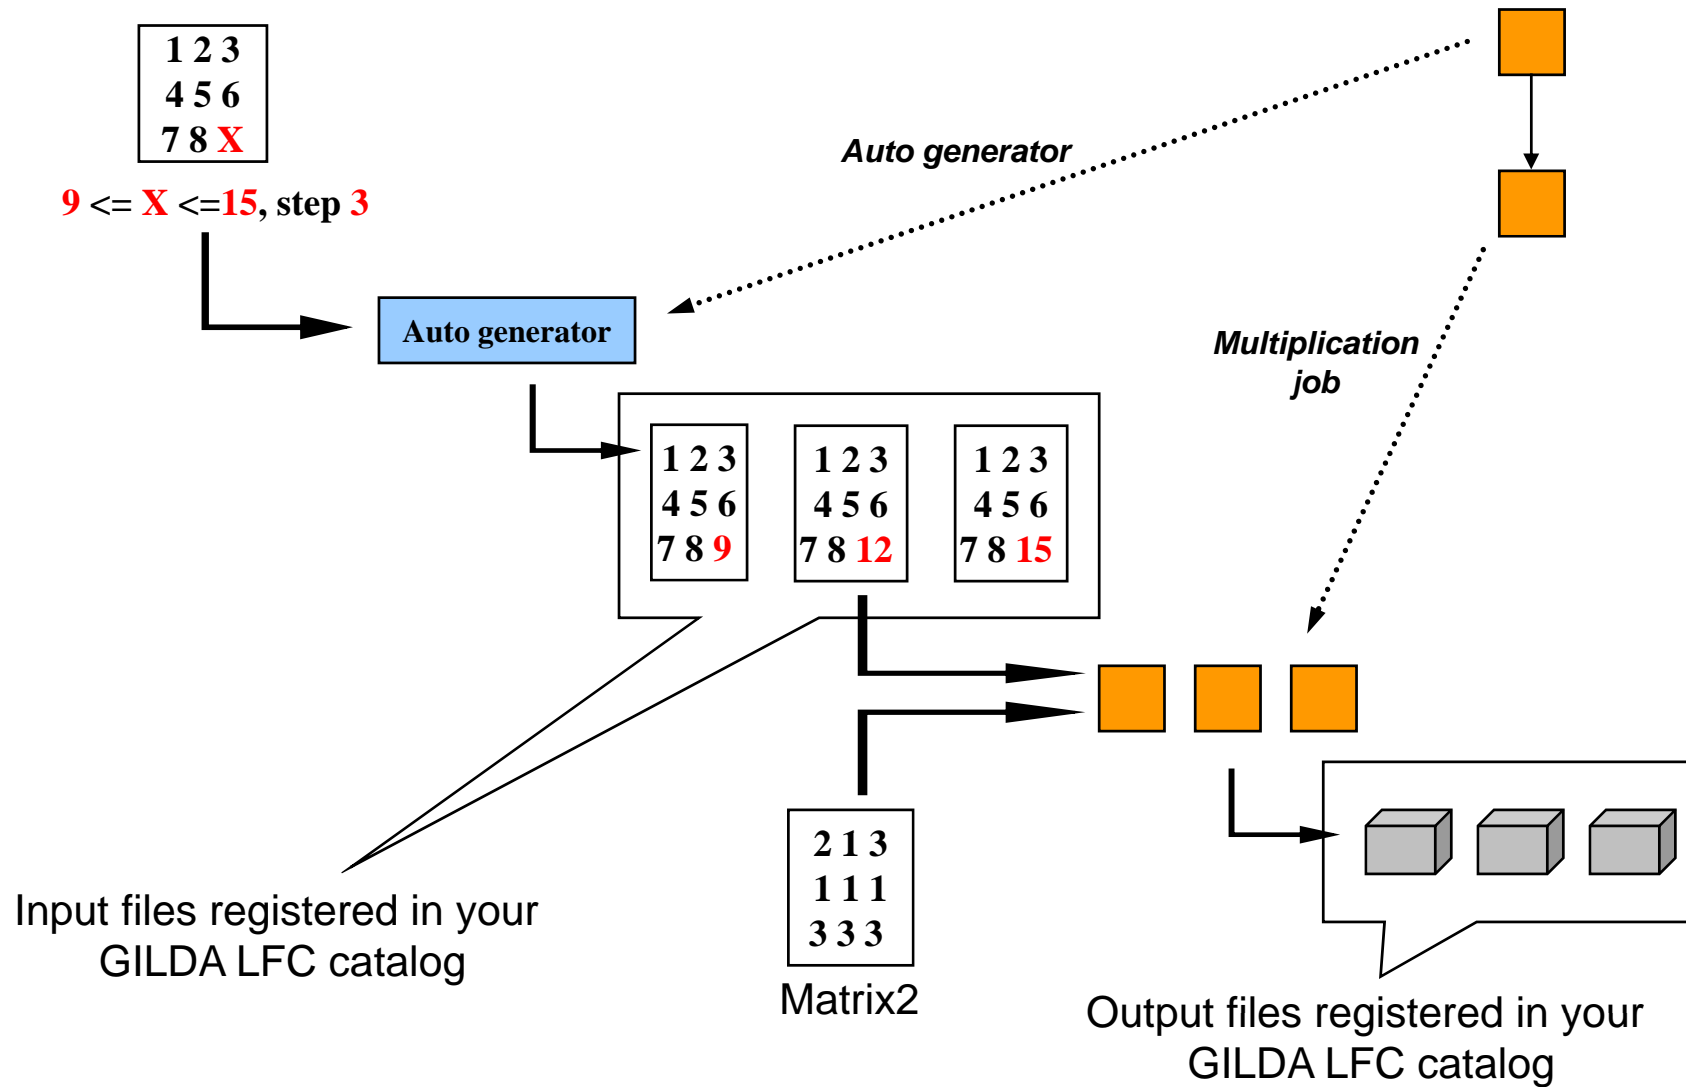 1 2 3
4 5 6
7 8 X
9 <= X <=15, step 3
Auto generator
Auto generator
Multiplication
job
1 2 3
4 5 6
7 8 9
1 2 3
4 5 6
7 8 12
1 2 3
4 5 6
7 8 15
2 1 3
1 1 1
3 3 3
Matrix2
Input files registered in your
GILDA LFC catalog
Output files registered in your
GILDA LFC catalog